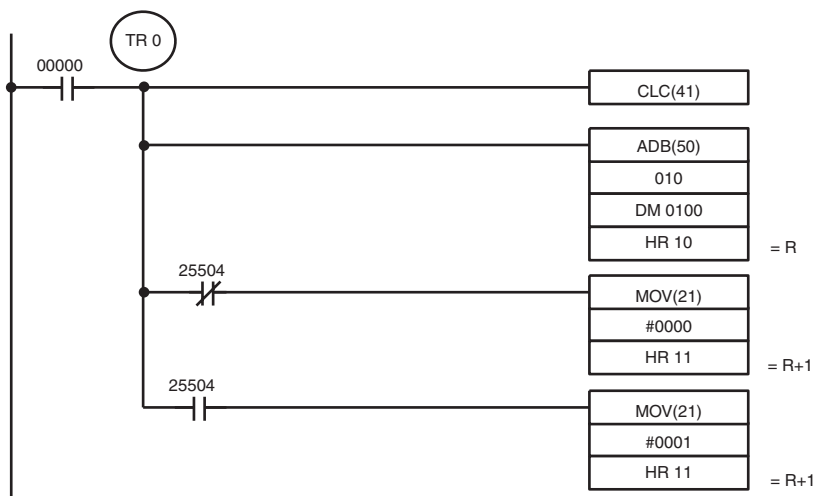 TR 0
00000
CLC(41)
ADB(50)
010
DM 0100
HR 10 = R
25504
MOV(21)
#0000
HR 11 = R+1
25504
MOV(21)
#0001
HR 11 = R+1